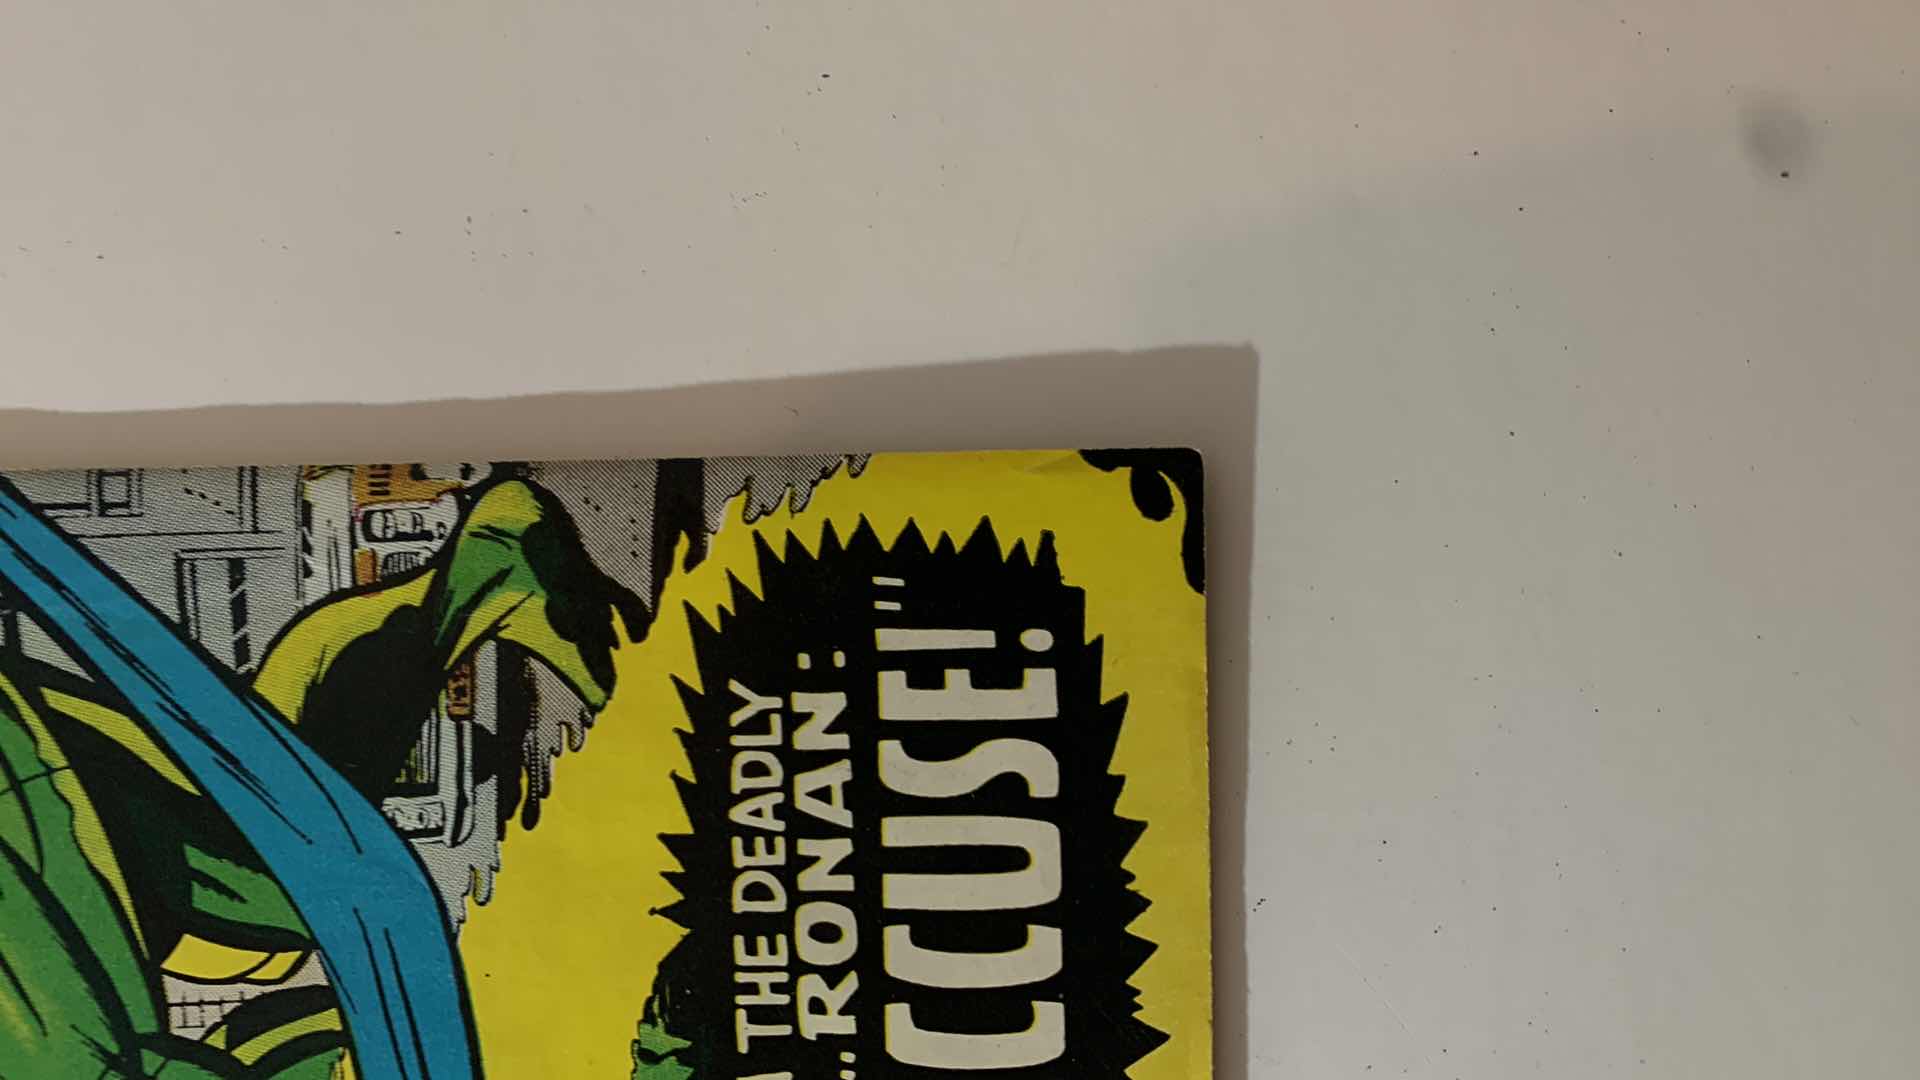 THE DEADLY
...RONAN:
CCUSE!"